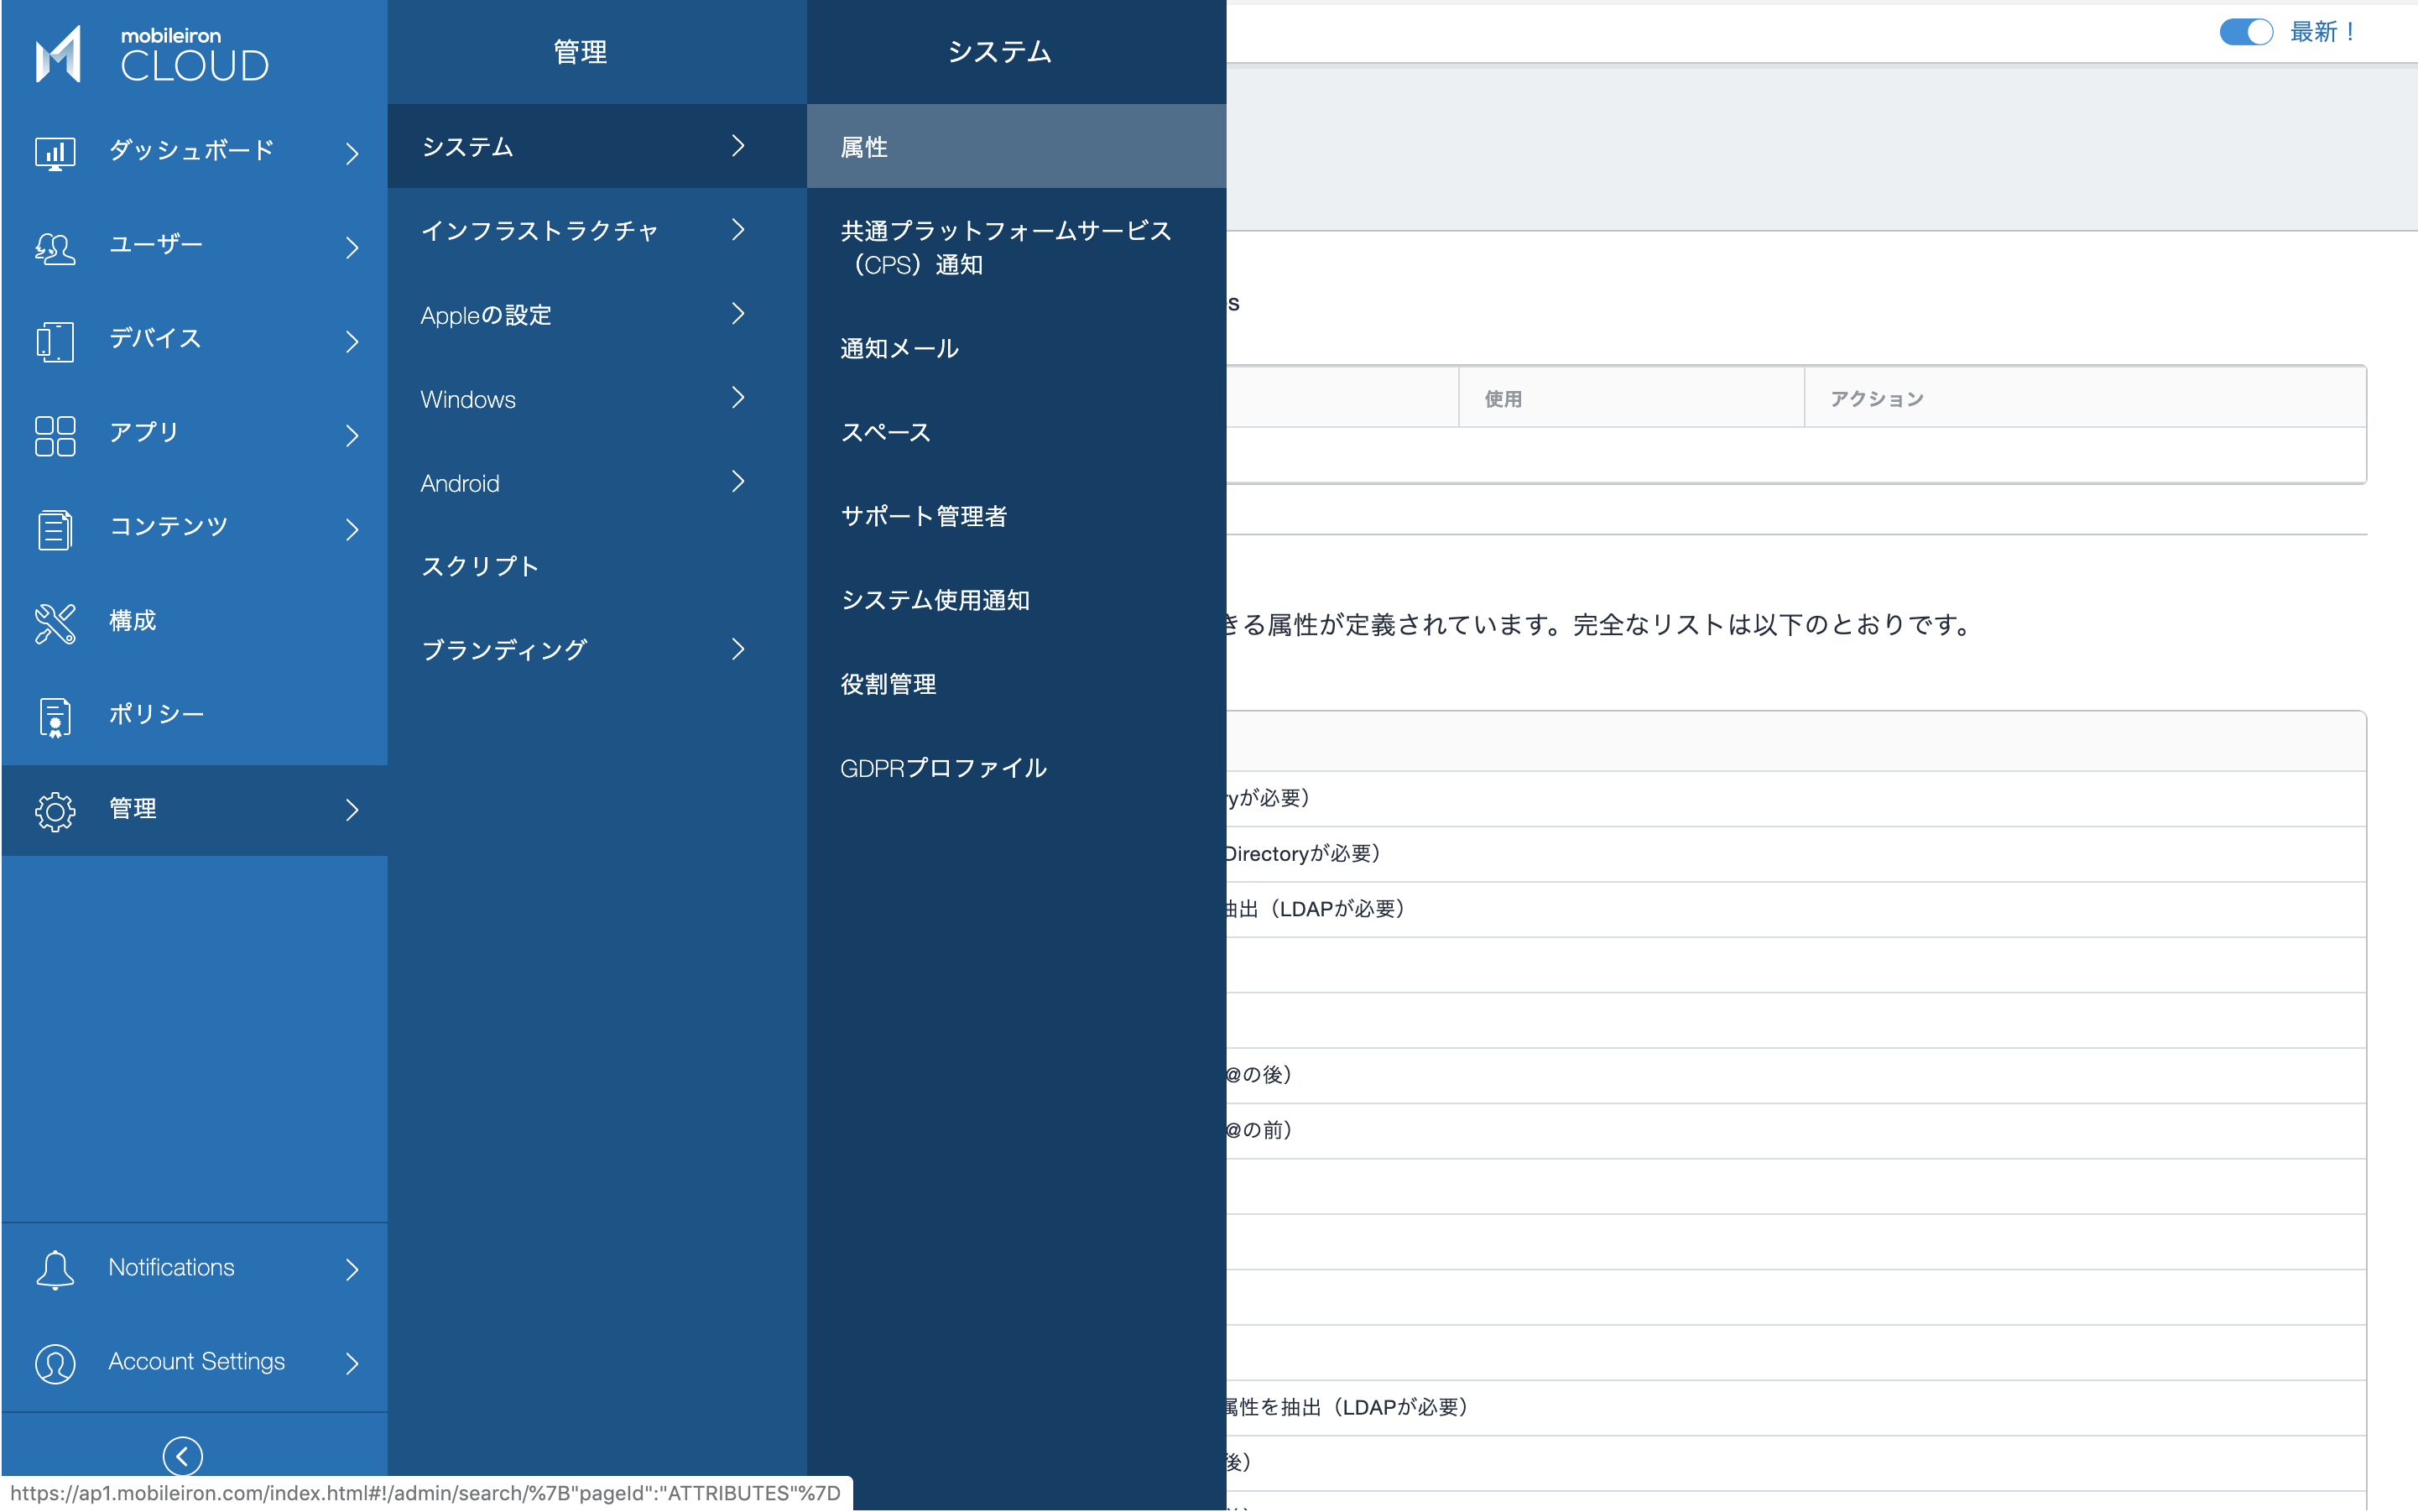 mobileiron
CLOUD
ダッシュボード
ユーザー
デバイス
アプリ
コンテンツ
構成
ポリシー
管理
Notifications
Account Settings
管理
システム
インフラストラクチャ
Appleの設定
Windows
Android
スクリプト
ブランディング
システム
属性
共通プラットフォームサービス
（CPS）通知
通知メール
スペース
サポート管理者
システム使用通知
役割管理
GDPRプロファイル
最新！
s
使用
アクション
きる属性が定義されています。完全なリストは以下のとおりです。
yが必要）
Directoryが必要）
抽出（LDAPが必要）
@の後）
@の前）
属性を抽出（LDAPが必要）
後）
https://ap1.mobileiron.com/index.html#!/admin/search/%7B"pageId":"ATTRIBUTES"%7D